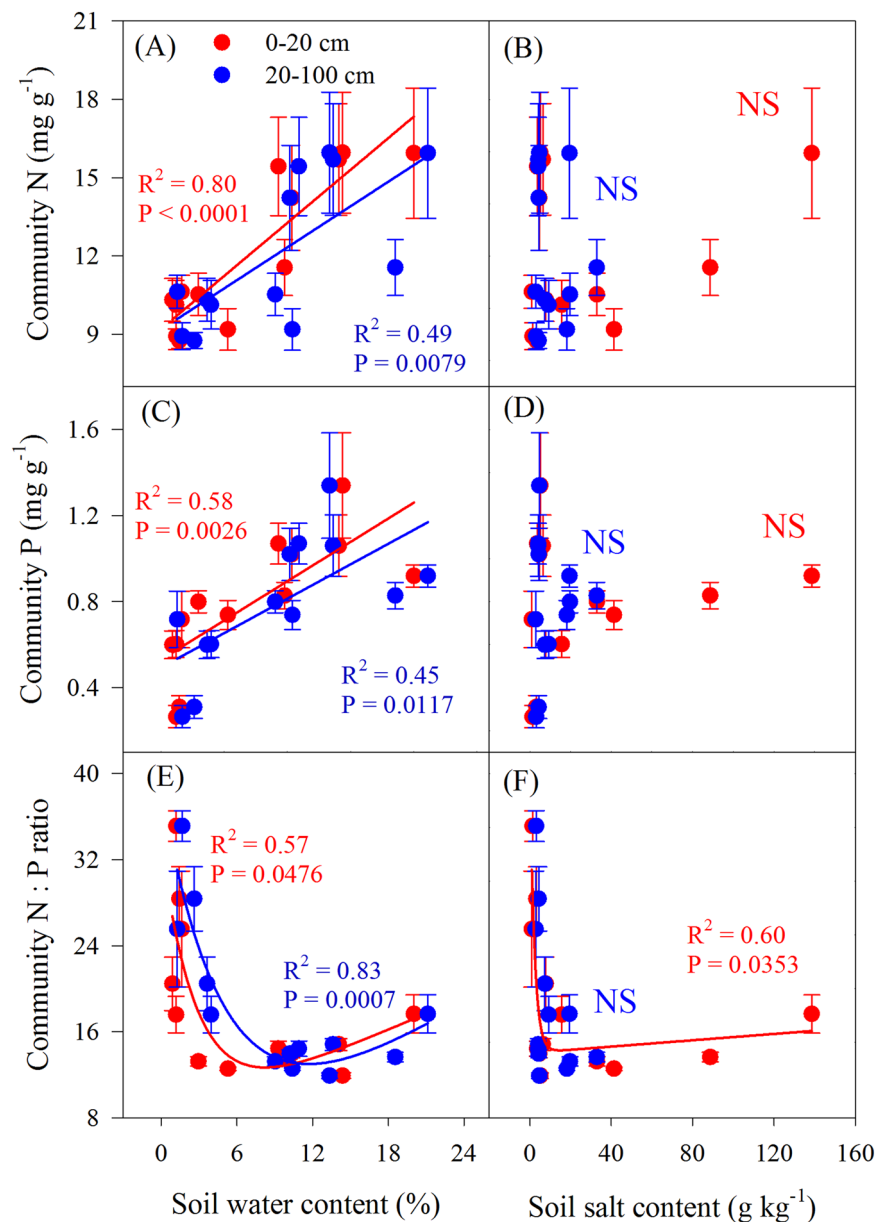 (A)
0-20 cm
20-100 cm
R² = 0.80
P < 0.0001
R² = 0.49
P = 0.0079
Community N (mg g⁻¹)
21
18
15
12
9
(B)
NS
NS
(C)
R² = 0.58
P = 0.0026
R² = 0.45
P = 0.0117
Community P (mg g⁻¹)
1.6
1.2
0.8
0.4
(D)
NS
NS
(E)
R² = 0.57
P = 0.0476
R² = 0.83
P = 0.0007
Community N : P ratio
40
32
24
16
8
0 6 12 18 24
Soil water content (%)
(F)
R² = 0.60
P = 0.0353
NS
0 40 80 120 160
Soil salt content (g kg⁻¹)